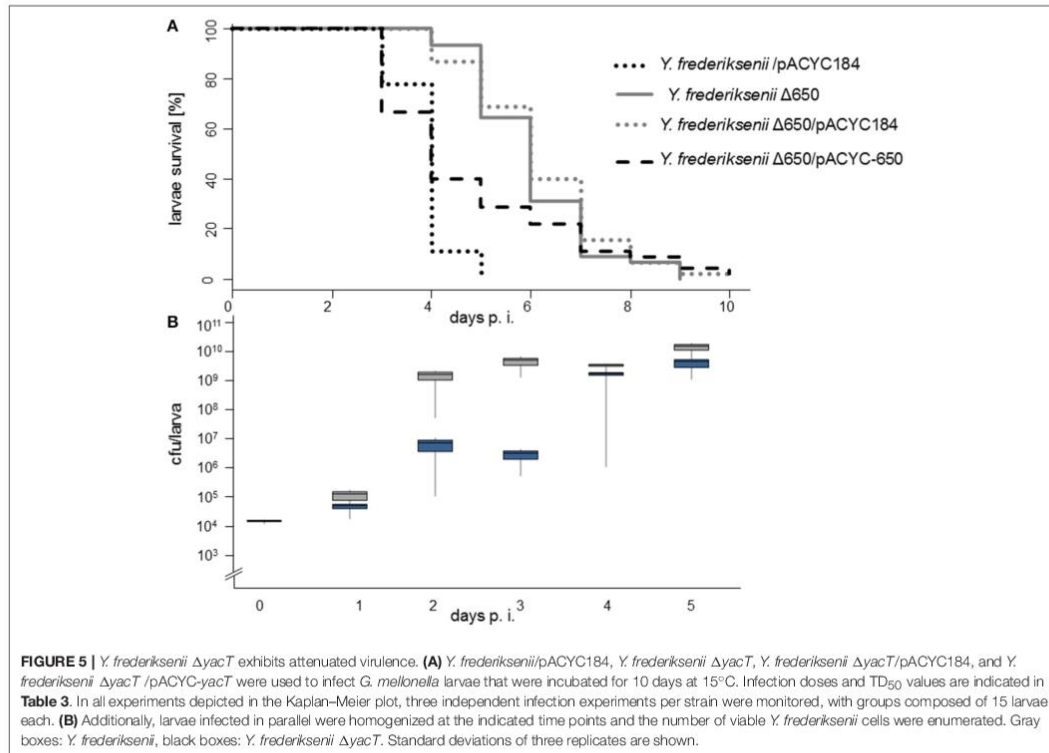 A
100
80
60
40
20
0
larvae survival [%]
Y. frederiksenii /pACYC184
Y. frederiksenii Δ650
Y. frederiksenii Δ650/pACYC184
Y. frederiksenii Δ650/pACYC-650
0 2 4 6 8 10
days p. i.
B
10¹¹
10¹⁰
10⁹
10⁸
10⁷
10⁶
10⁵
10⁴
10³
cfu/larva
0 1 2 3 4 5
days p. i.
FIGURE 5 | Y. frederiksenii ΔyacT exhibits attenuated virulence. (A) Y. frederiksenii/pACYC184, Y. frederiksenii ΔyacT, Y. frederiksenii ΔyacT/pACYC184, and Y.
frederiksenii ΔyacT /pACYC-yacT were used to infect G. mellonella larvae that were incubated for 10 days at 15°C. Infection doses and TD₅₀ values are indicated in
Table 3. In all experiments depicted in the Kaplan–Meier plot, three independent infection experiments per strain were monitored, with groups composed of 15 larvae
each. (B) Additionally, larvae infected in parallel were homogenized at the indicated time points and the number of viable Y. frederiksenii cells were enumerated. Gray
boxes: Y. frederiksenii, black boxes: Y. frederiksenii ΔyacT. Standard deviations of three replicates are shown.